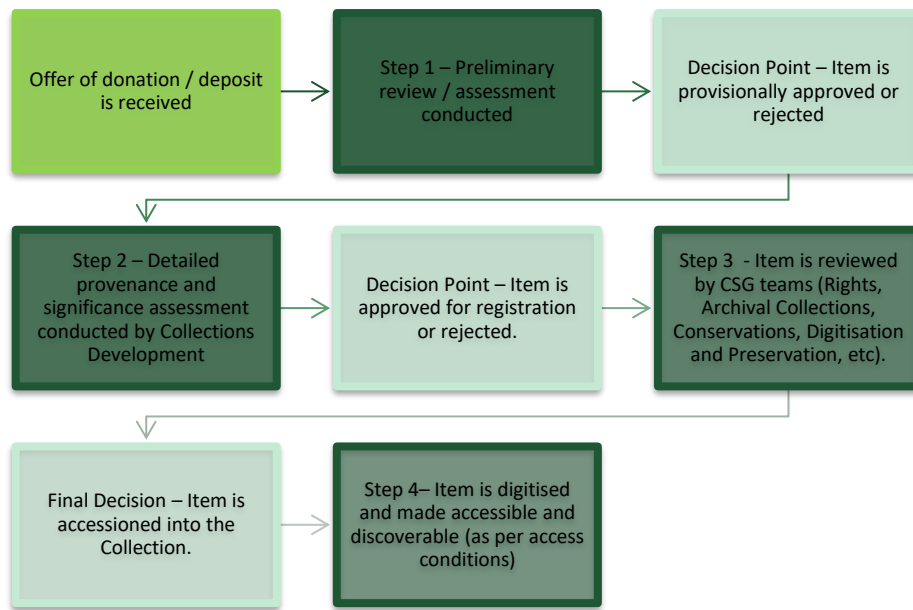 Offer of donation / deposit
is received
Step 1 – Preliminary
review / assessment
conducted
Decision Point – Item is
provisionally approved or
rejected
Step 2 – Detailed
provenance and
significance assessment
conducted by Collections
Development
Decision Point – Item is
approved for registration
or rejected.
Step 3  - Item is reviewed
by CSG teams (Rights,
Archival Collections,
Conservations, Digitisation
and Preservation, etc).
Final Decision – Item is
accessioned into the
Collection.
Step 4– Item is digitised
and made accessible and
discoverable (as per access
conditions)